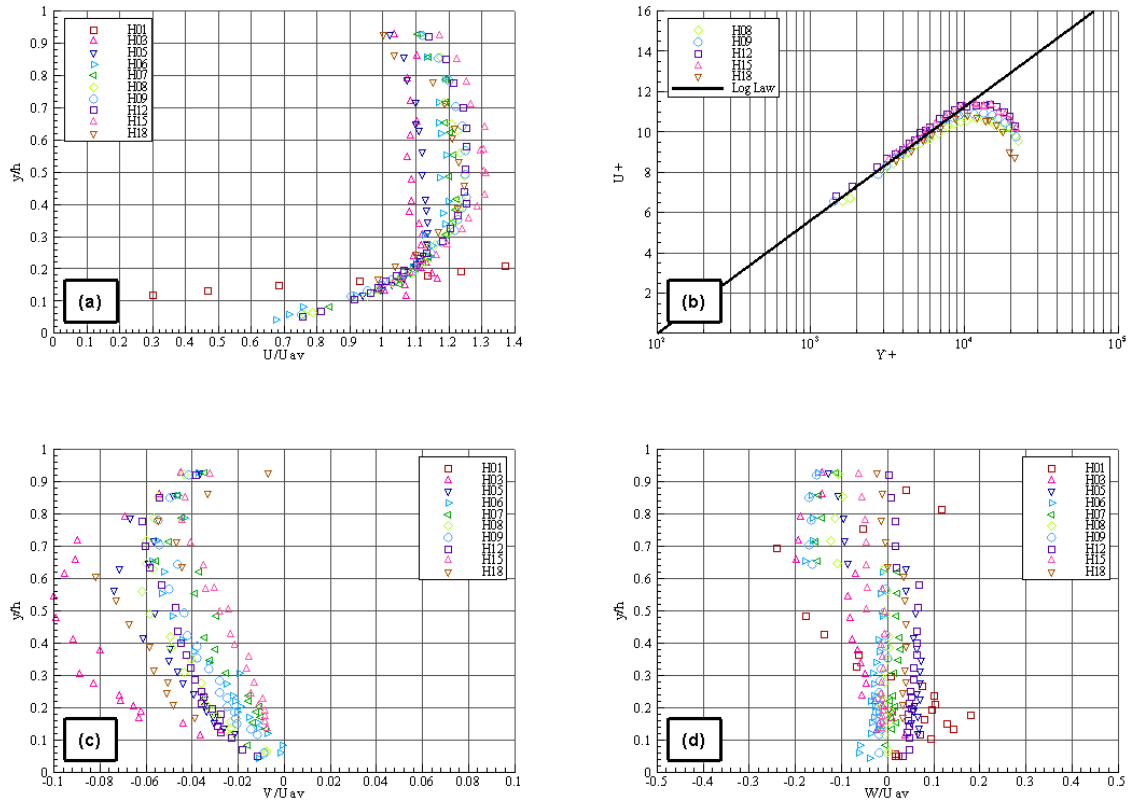 H01
H03
H05
H06
H07
H08
H09
H12
H15
H18
y/h
1
0.9
0.8
0.7
0.6
0.5
0.4
0.3
0.2
0.1
0
(a)
0 0.1 0.2 0.3 0.4 0.5 0.6 0.7 0.8 0.9 1 1.1 1.2 1.3 1.4
U/Uav
H08
H09
H12
H15
H18
Log Law
U+
16
14
12
10
8
6
4
2
(b)
10² 10³ 10⁴ 10⁵
Y+
H01
H03
H05
H06
H07
H08
H09
H12
H15
H18
y/h
1
0.9
0.8
0.7
0.6
0.5
0.4
0.3
0.2
0.1
0
(c)
-0.1 -0.08 -0.06 -0.04 -0.02 0 0.02 0.04 0.06 0.08 0.1
V/Uav
H01
H03
H05
H06
H07
H08
H09
H12
H15
H18
y/h
1
0.9
0.8
0.7
0.6
0.5
0.4
0.3
0.2
0.1
0
(d)
-0.5 -0.4 -0.3 -0.2 -0.1 0 0.1 0.2 0.3 0.4 0.5
W/Uav